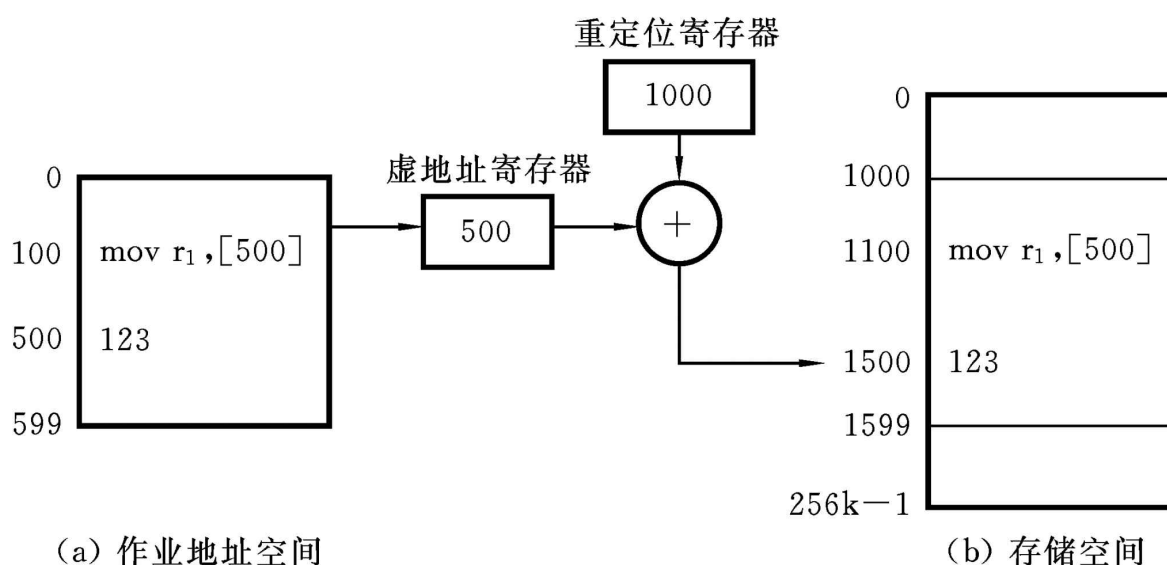 重定位寄存器
1000
虚地址寄存器
500
0
100 mov r₁,[500]
500 123
599
(a) 作业地址空间
0
1000
1100 mov r₁,[500]
1500 123
1599
256k-1
(b) 存储空间